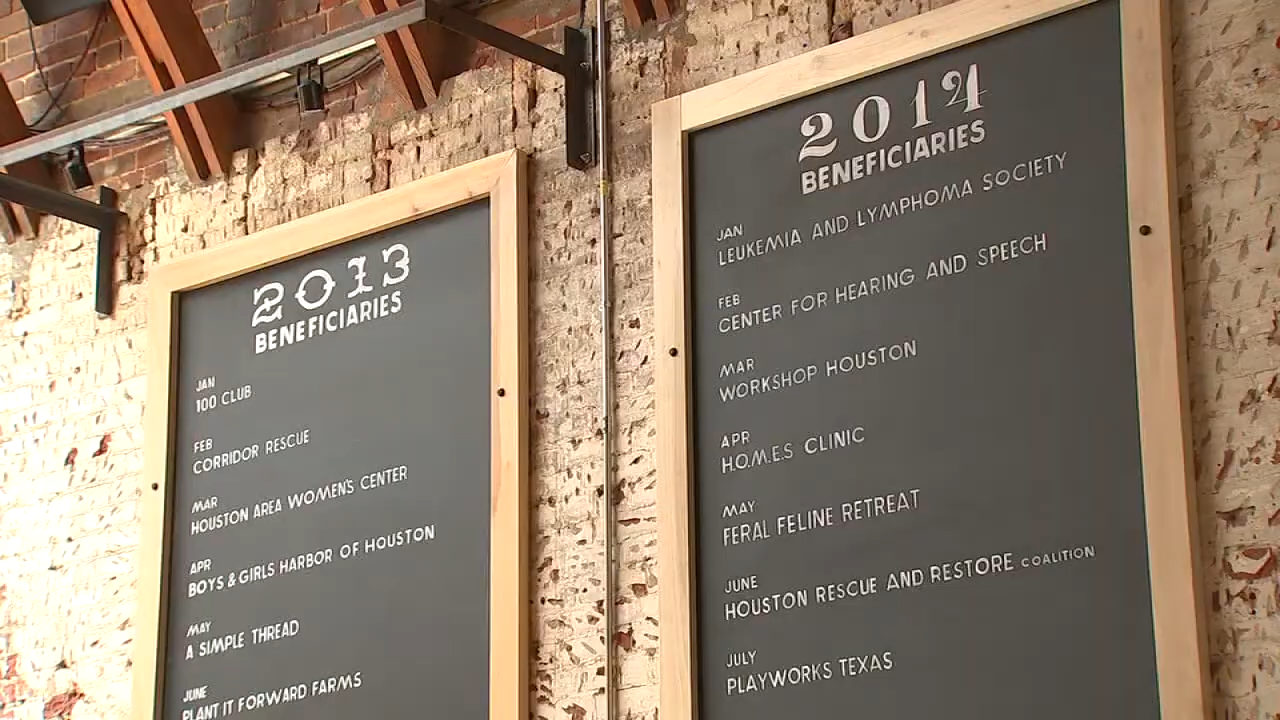 2013
BENEFICIARIES
JAN
100 CLUB
FEB
CORRIDOR RESCUE
MAR
HOUSTON AREA WOMEN'S CENTER
APR
BOYS & GIRLS HARBOR OF HOUSTON
MAY
A SIMPLE THREAD
JUNE
PLANT IT FORWARD FARMS
2014
BENEFICIARIES
JAN
LEUKEMIA AND LYMPHOMA SOCIETY
FEB
CENTER FOR HEARING AND SPEECH
MAR
WORKSHOP HOUSTON
APR
H.O.M.E.S CLINIC
MAY
FERAL FELINE RETREAT
JUNE
HOUSTON RESCUE AND RESTORE COALITION
JULY
PLAYWORKS TEXAS